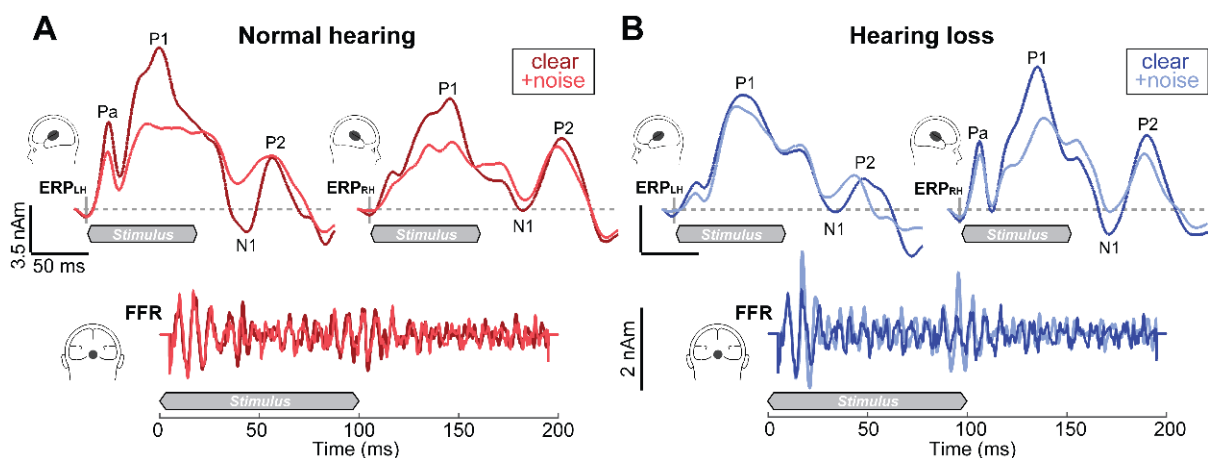 A
Normal hearing
clear
+noise
P1
Pa
P2
N1
ERPLH
Stimulus
3.5 nAm
50 ms
P1
P2
N1
ERPRH
Stimulus
FFR
Stimulus
0 50 100 150 200
Time (ms)
B
Hearing loss
clear
+noise
P1
P2
N1
ERPLH
Stimulus
P1
Pa
P2
N1
ERPRH
Stimulus
2 nAm
FFR
Stimulus
0 50 100 150 200
Time (ms)